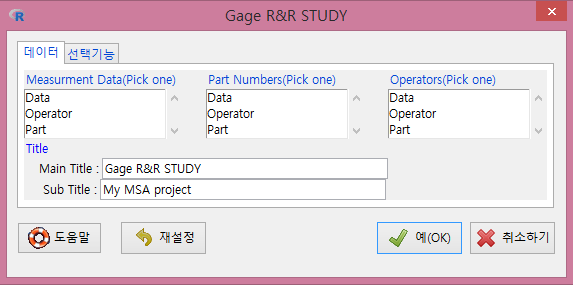 Gage R&R STUDY
데이터 선택기능
Measurment Data(Pick one) Part Numbers(Pick one) Operators(Pick one)
Data Data Data
Operator Operator Operator
Part Part Part
Title
Main Title : Gage R&R STUDY
Sub Title : My MSA project
도움말 재설정 예(OK) 취소하기